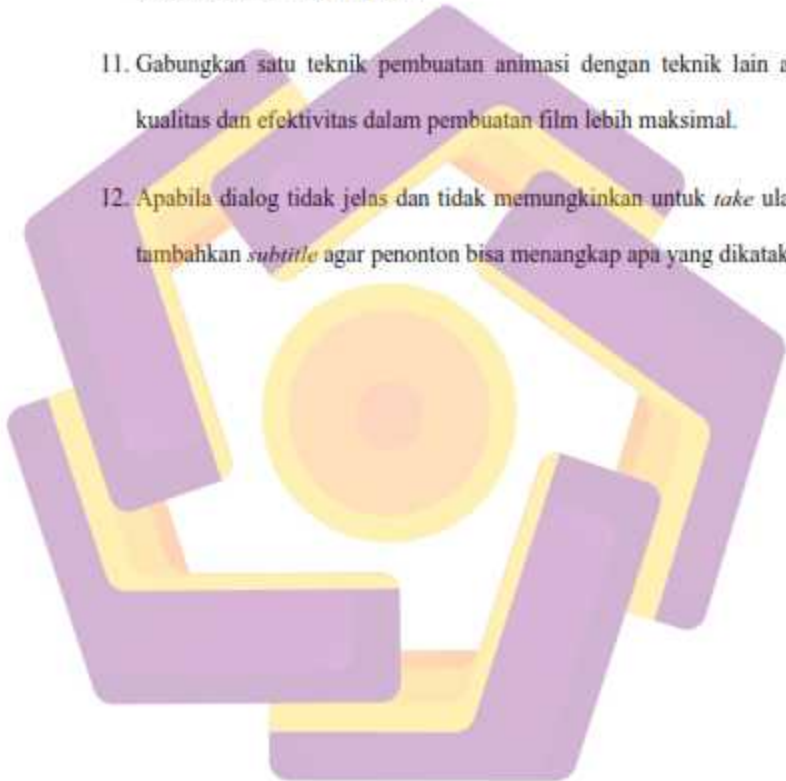 11. Gabungkan satu teknik pembuatan animasi dengan teknik lain
kualitas dan efektivitas dalam pembuatan film lebih maksimal.
12. Apabila dialog tidak jelas dan tidak memungkinkan untuk take
tambahkan subtitle agar penonton bisa menangkap apa yang